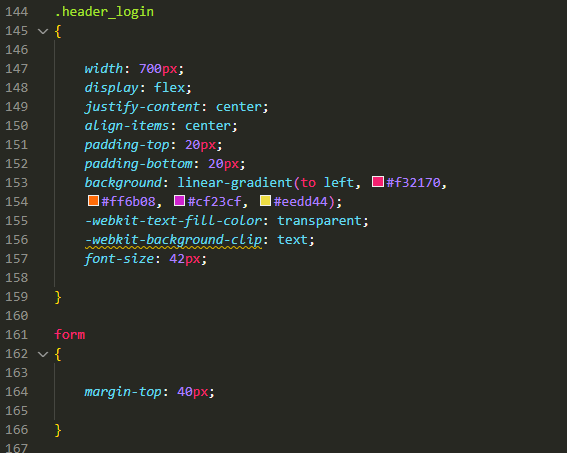 144 .header_login
145 {
146
147 width: 700px;
148 display: flex;
149 justify-content: center;
150 align-items: center;
151 padding-top: 20px;
152 padding-bottom: 20px;
153 background: linear-gradient(to left, #f32170,
154 #ff6b08, #cf23cf, #eedd44);
155 -webkit-text-fill-color: transparent;
156 -webkit-background-clip: text;
157 font-size: 42px;
158
159 }
160
161 form
162 {
163
164 margin-top: 40px;
165
166 }
167